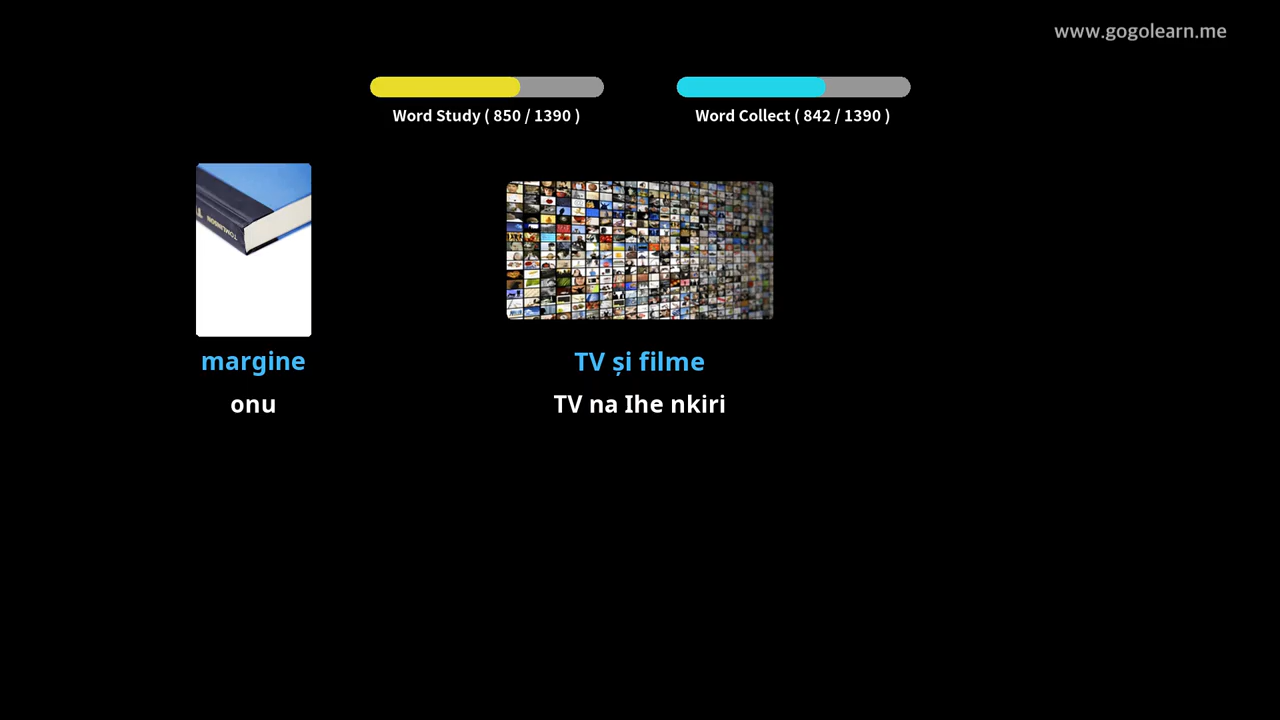 www.gogolearn.me
Word Study ( 850 / 1390 )
Word Collect ( 842 / 1390 )
TOMLINSON
margine
onu
TV și filme
TV na Ihe nkiri